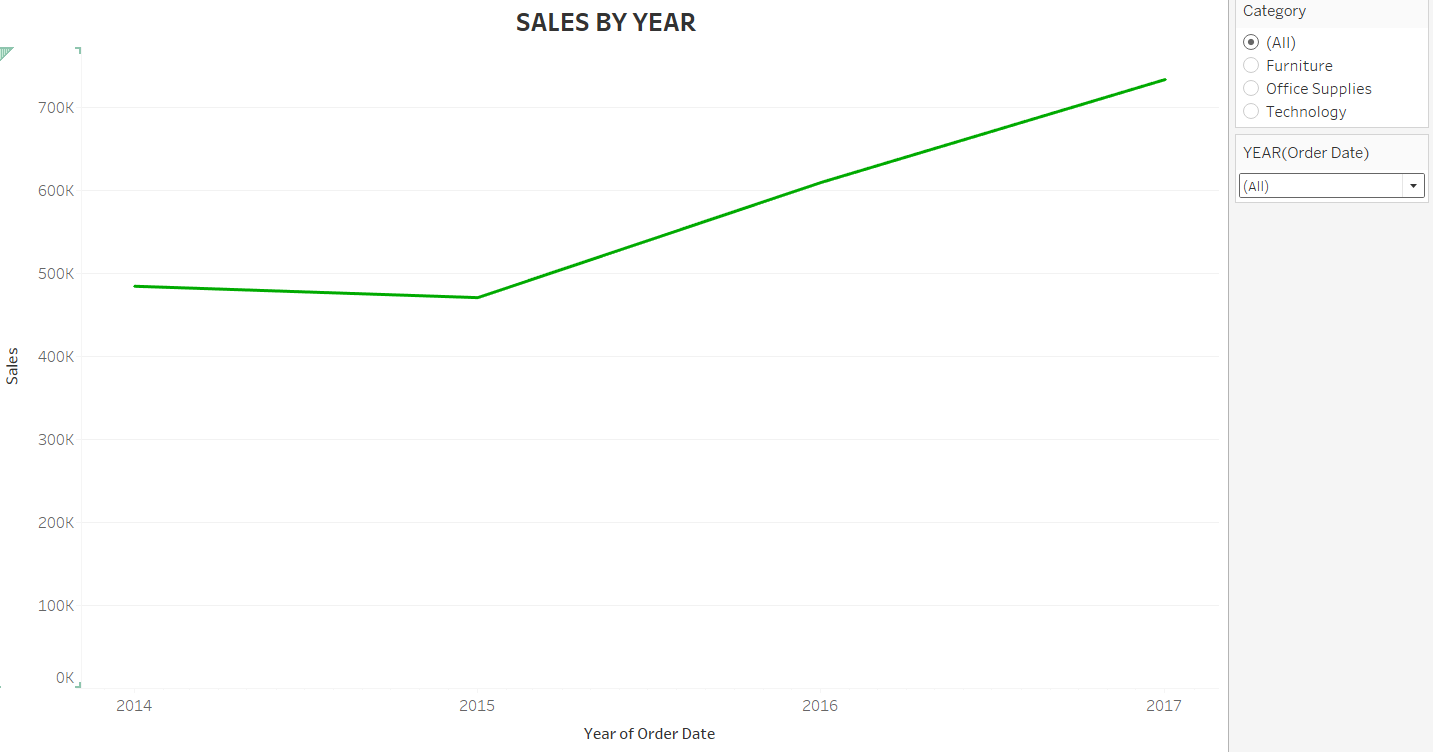 SALES BY YEAR
700K
600K
500K
400K
300K
200K
100K
0K
Sales
2014 2015 2016 2017
Year of Order Date
Category
(All)
Furniture
Office Supplies
Technology
YEAR(Order Date)
(All)